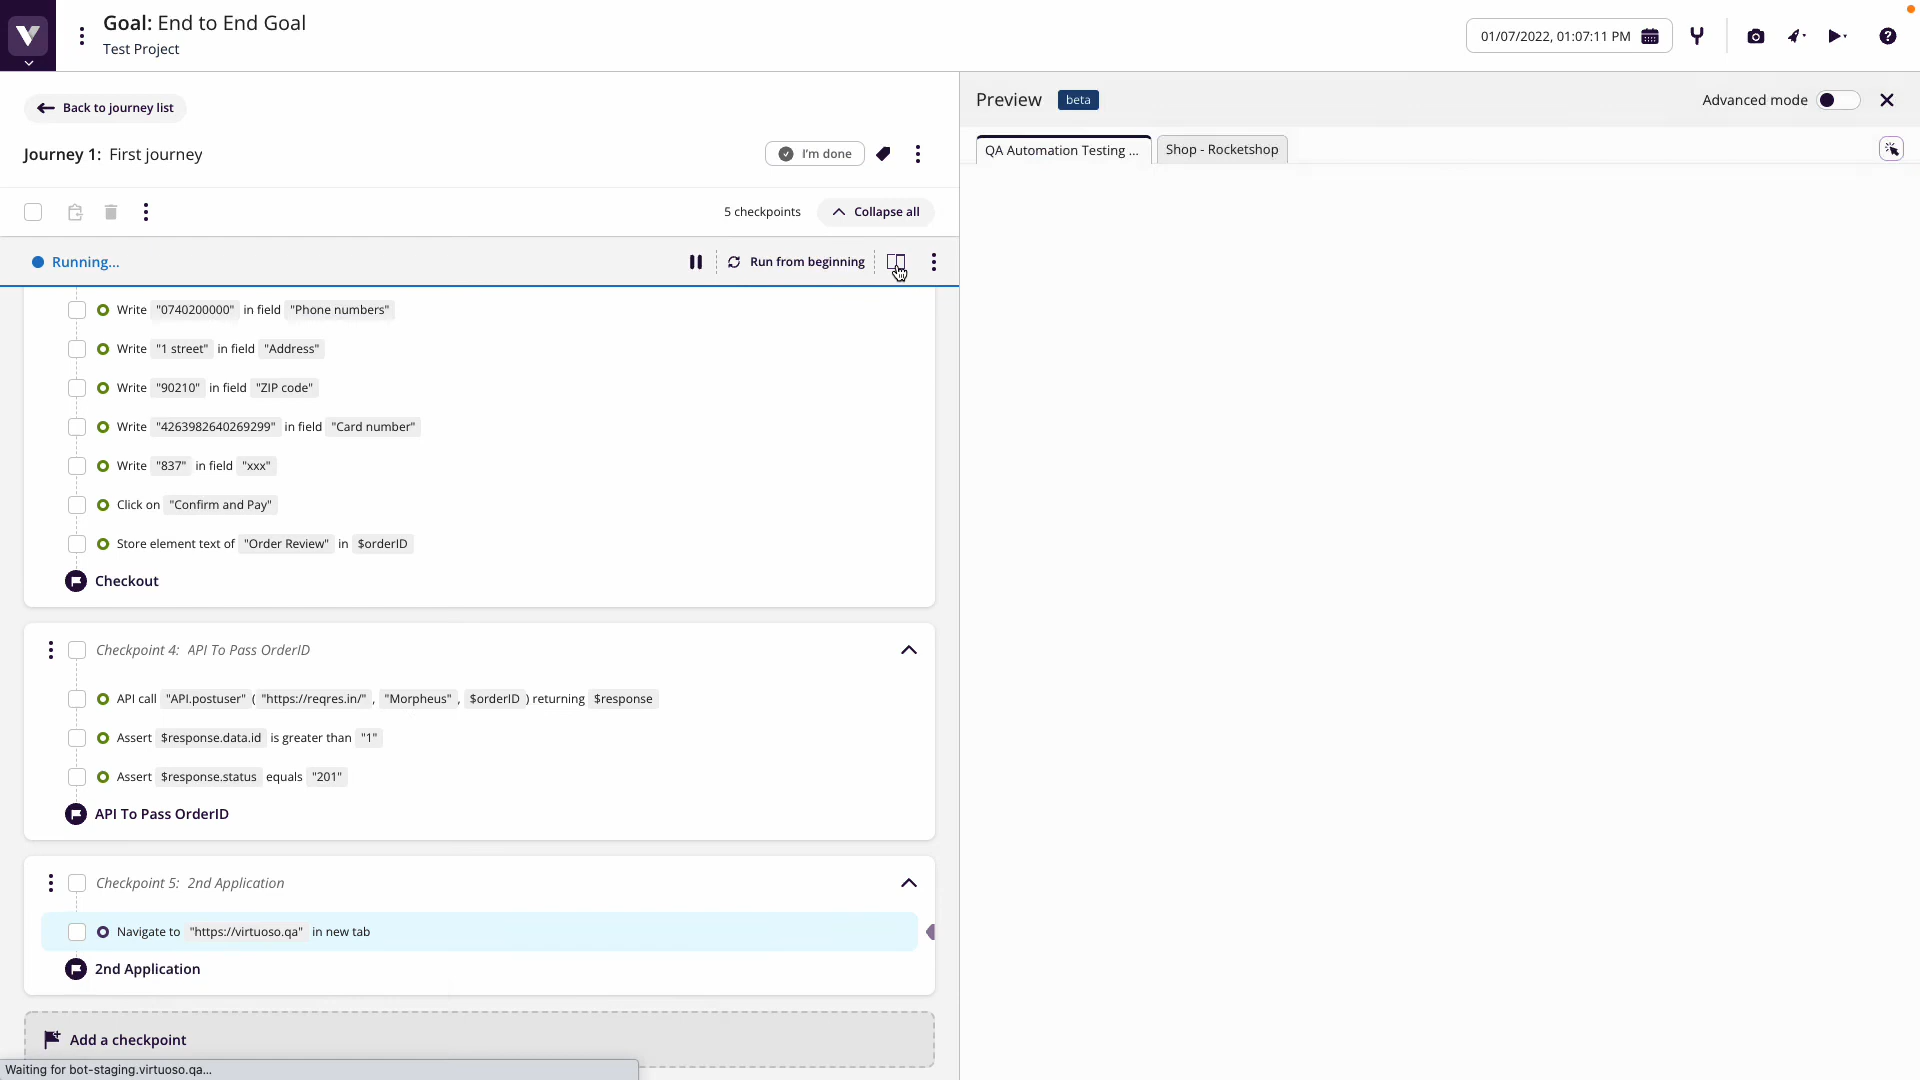 Goal: End to End Goal
Test Project
01/07/2022, 01:07:11 PM
Back to journey list
Journey 1: First journey
I'm done
5 checkpoints
Collapse all
Running...
Run from beginning
Write "0740200000" in field "Phone numbers"
Write "1 street" in field "Address"
Write "90210" in field "ZIP code"
Write "4263982640269299" in field "Card number"
Write "837" in field "xxx"
Click on "Confirm and Pay"
Store element text of "Order Review" in $orderID
Checkout
Checkpoint 4: API To Pass OrderID
API call "API.postuser" ( "https://reqres.in/" , "Morpheus" , $orderID ) returning $response
Assert $response.data.id is greater than "1"
Assert $response.status equals "201"
API To Pass OrderID
Checkpoint 5: 2nd Application
Navigate to "https://virtuoso.qa" in new tab
2nd Application
Add a checkpoint
Waiting for bot-staging.virtuoso.qa...
Preview beta
Advanced mode
QA Automation Testing ...
Shop - Rocketshop